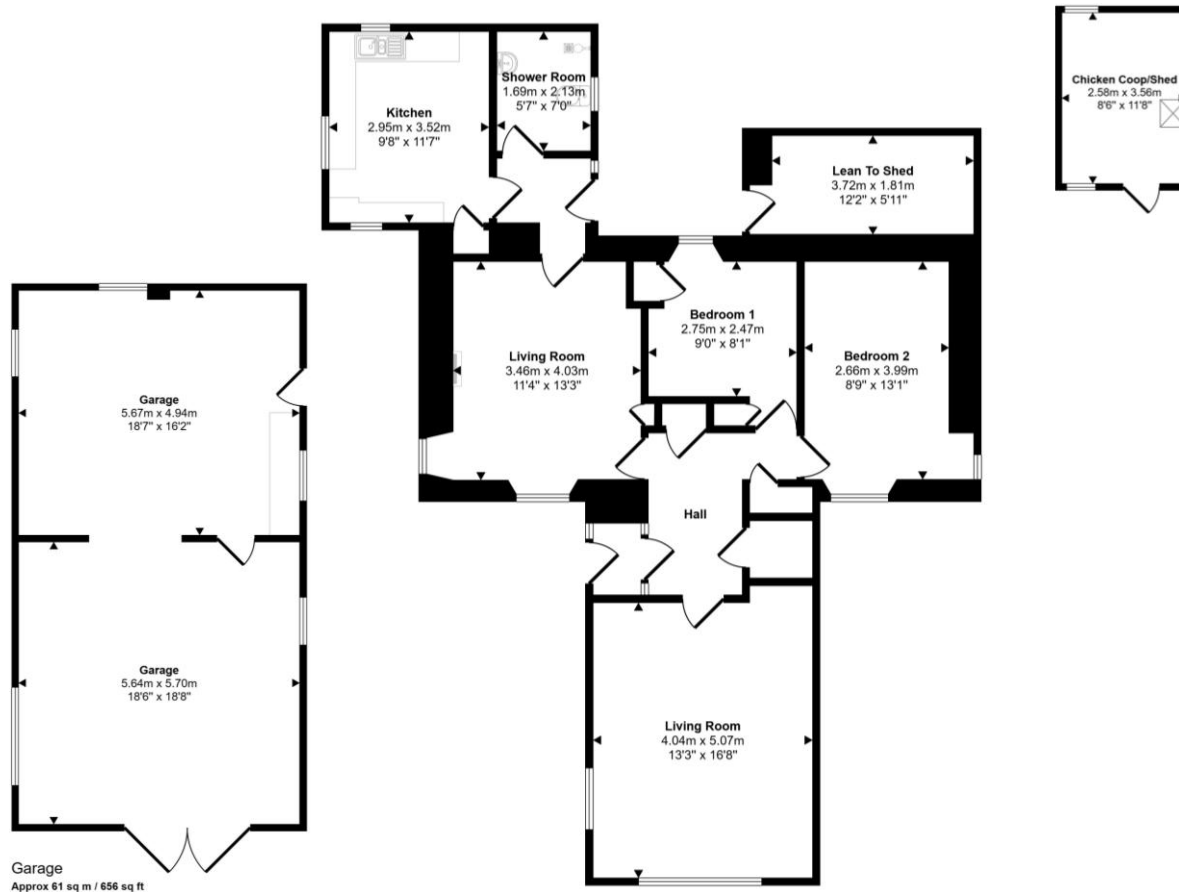 Kitchen
2.95m x 3.52m
9'8" x 11'7"
Shower Room
1.69m x 2.13m
5'7" x 7'0"
Chicken Coop/Shed
2.58m x 3.56m
8'6" x 11'8"
Lean To Shed
3.72m x 1.81m
12'2" x 5'11"
Living Room
3.46m x 4.03m
11'4" x 13'3"
Bedroom 1
2.75m x 2.47m
9'0" x 8'1"
Bedroom 2
2.66m x 3.99m
8'9" x 13'1"
Garage
5.67m x 4.94m
18'7" x 16'2"
Hall
Garage
5.64m x 5.70m
18'6" x 18'8"
Living Room
4.04m x 5.07m
13'3" x 16'8"
Garage
Approx 61 sq m / 656 sq ft